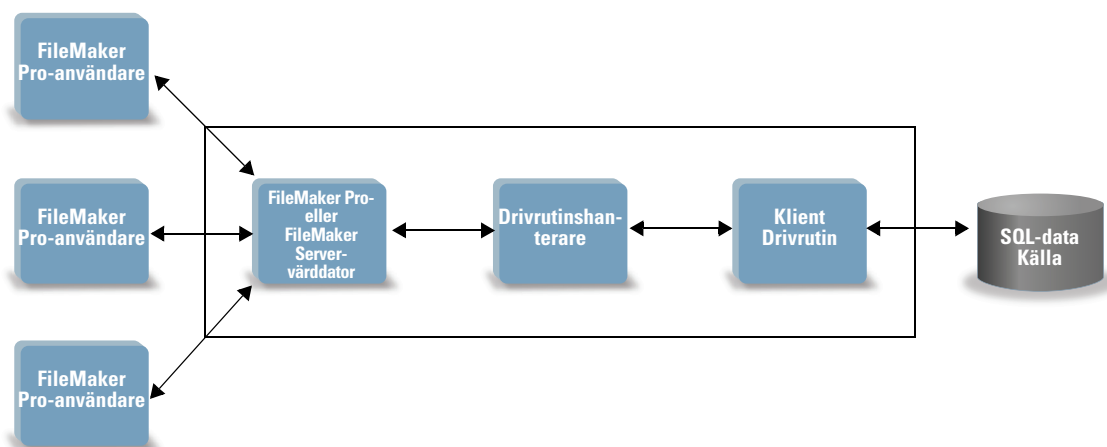 FileMaker
Pro-användare
FileMaker
Pro-användare
FileMaker Pro-
eller
FileMaker
Server-
värddator
Drivrutinshan-
terare
Klient
Drivrutin
SQL-data
Källa
FileMaker
Pro-användare